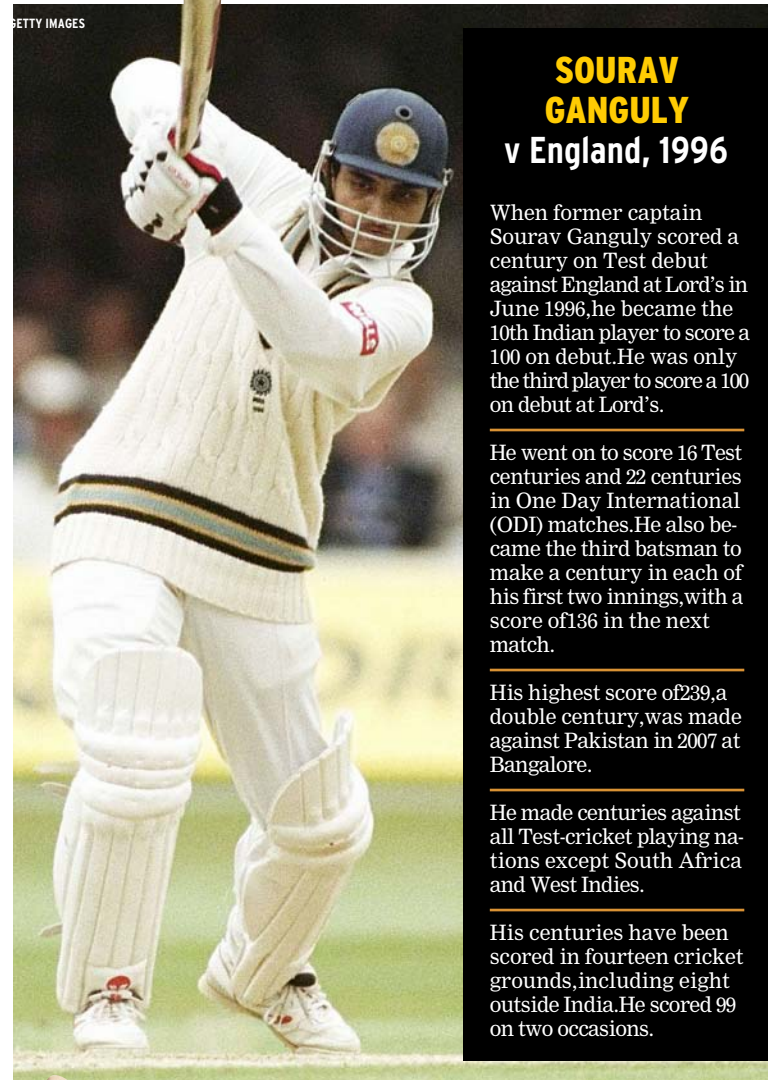 GETTY IMAGES
SOURAV
GANGULY
v England, 1996
When former captain
Sourav Ganguly scored a
century on Test debut
against England at Lord's in
June 1996,he became the
10th Indian player to score a
100 on debut.He was only
the third player to score a 100
on debut at Lord's.
He went on to score 16 Test
centuries and 22 centuries
in One Day International
(ODI) matches.He also be-
came the third batsman to
make a century in each of
his first two innings,with a
score of136 in the next
match.
His highest score of239,a
double century,was made
against Pakistan in 2007 at
Bangalore.
He made centuries against
all Test-cricket playing na-
tions except South Africa
and West Indies.
His centuries have been
scored in fourteen cricket
grounds,including eight
outside India.He scored 99
on two occasions.